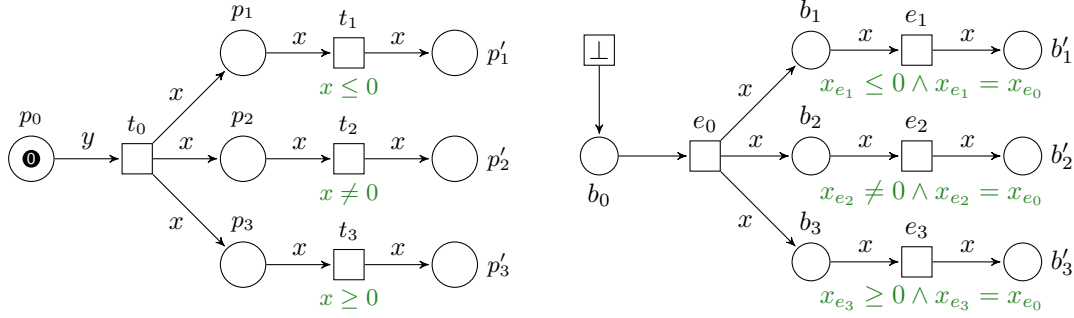 p₁ t₁
x x p′₁
x ≤ 0
x
p₀ t₀ p₂ t₂
0 y x x x p′₂
x ≠ 0
x
p₃ t₃
x x p′₃
x ≥ 0
b₁ e₁
⊥ x x b′₁
x_{e₁} ≤ 0 ∧ x_{e₁} = x_{e₀}
x
e₀ b₂ e₂
x x x b′₂
b₀ x_{e₂} ≠ 0 ∧ x_{e₂} = x_{e₀}
x
b₃ e₃
x x b′₃
x_{e₃} ≥ 0 ∧ x_{e₃} = x_{e₀}